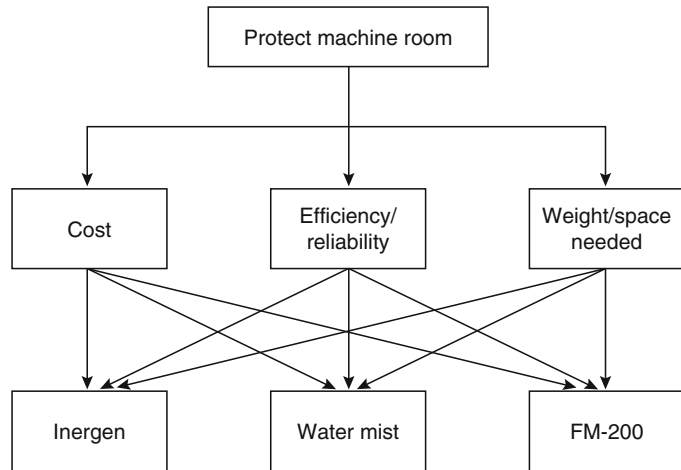 Protect machine room
Cost
Efficiency/
reliability
Weight/space
needed
Inergen
Water mist
FM-200